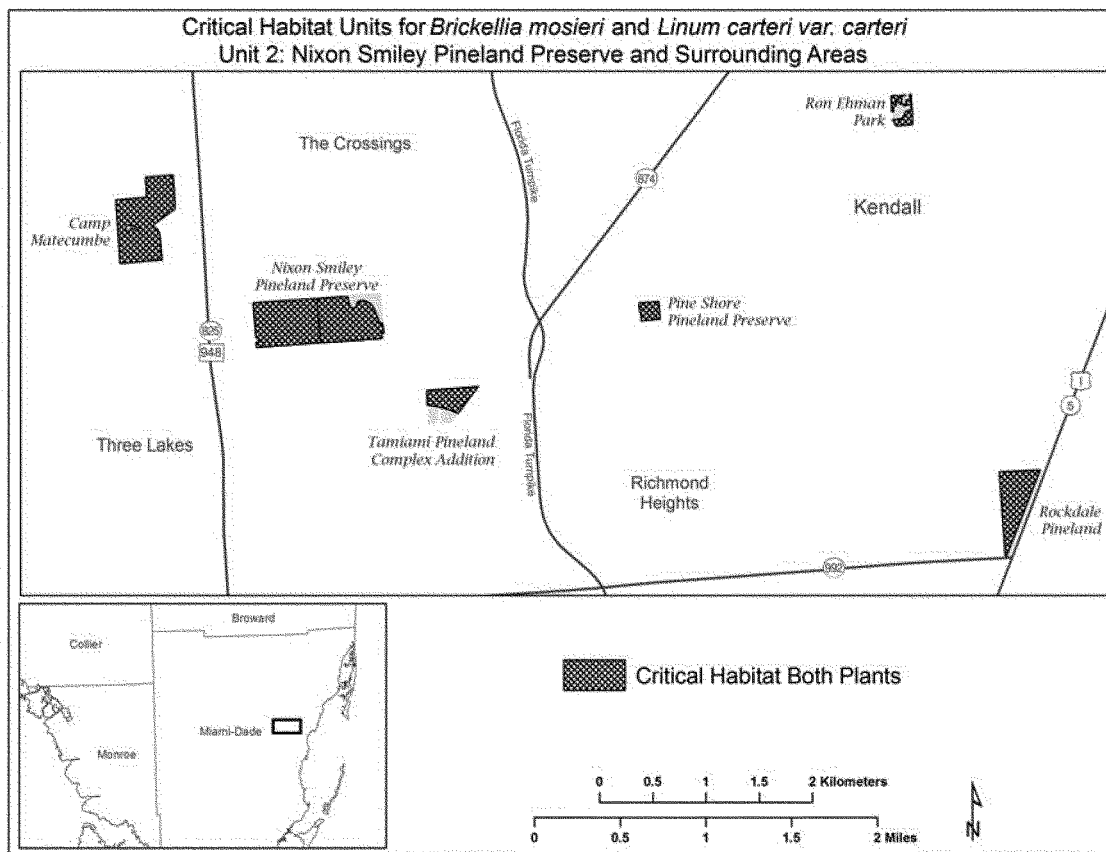 Critical Habitat Units for Brickellia mosieri and Linum carteri var. carteri
Unit 2: Nixon Smiley Pineland Preserve and Surrounding Areas
Ron Ehman
Park
The Crossings
Florida Turnpike
874
Kendall
Camp
Matecumbe
Nixon Smiley
Pineland Preserve
Pine Shore
Pineland Preserve
825
948
1
5
Three Lakes
Tamiami Pineland
Complex Addition
Florida Turnpike
Richmond
Heights
Rockdale
Pineland
992
Broward
Collier
Miami-Dade
Monroe
Critical Habitat Both Plants
0 0.5 1 1.5 2 Kilometers
0 0.5 1 1.5 2 Miles
N